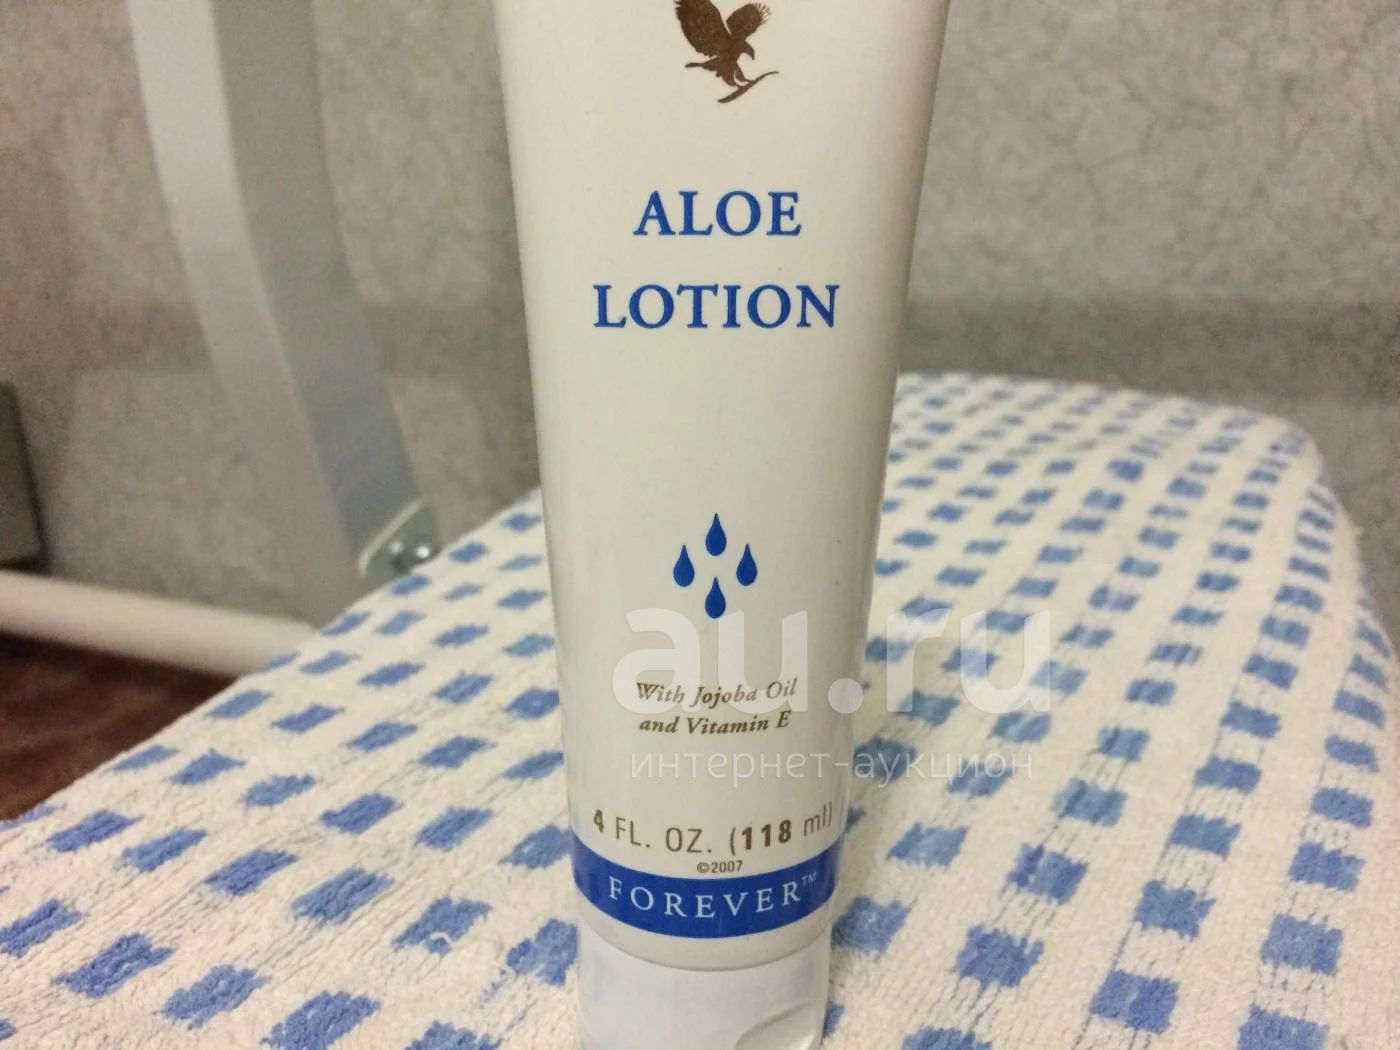 ALOE
LOTION
au.ru
With Jojoba Oil
and Vitamin E
интернет-аукцион
4 FL. OZ. (118 ml)
©2007
FOREVER™